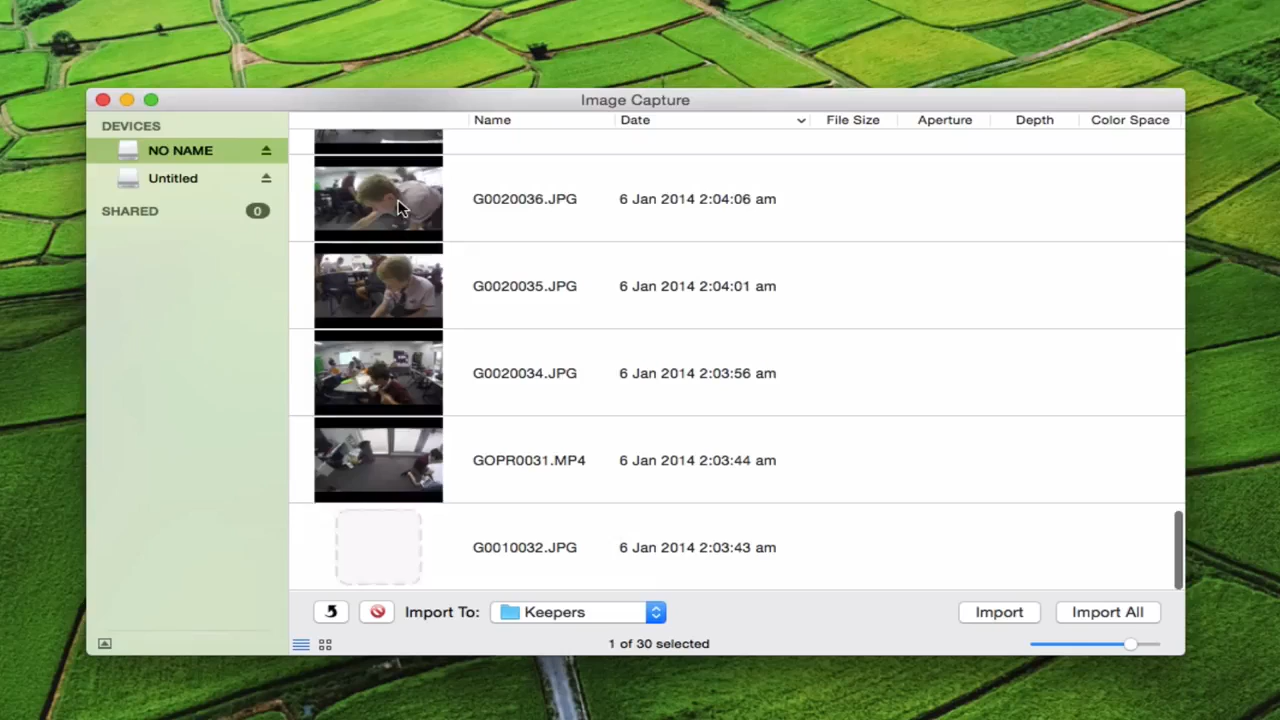 Image Capture
DEVICES
NO NAME
Untitled
SHARED 0
Name Date File Size Aperture Depth Color Space
G0020036.JPG 6 Jan 2014 2:04:06 am
G0020035.JPG 6 Jan 2014 2:04:01 am
G0020034.JPG 6 Jan 2014 2:03:56 am
GOPR0031.MP4 6 Jan 2014 2:03:44 am
G0010032.JPG 6 Jan 2014 2:03:43 am
Import To: Keepers Import Import All
1 of 30 selected